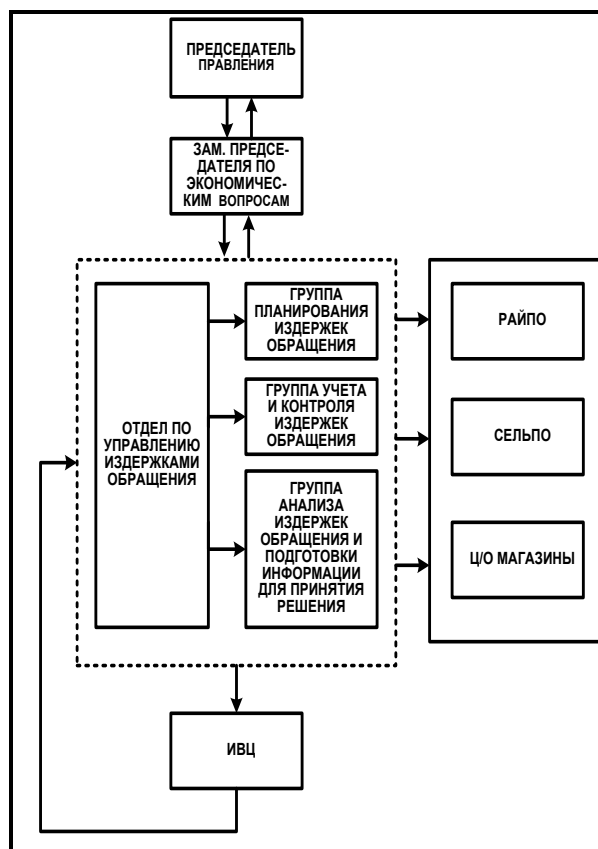 ПРЕДСЕДАТЕЛЬ
ПРАВЛЕНИЯ
ЗАМ. ПРЕДСЕ-
ДАТЕЛЯ ПО
ЭКОНОМИЧЕС-
КИМ ВОПРОСАМ
ОТДЕЛ ПО
УПРАВЛЕНИЮ
ИЗДЕРЖКАМИ
ОБРАЩЕНИЯ
ГРУППА
ПЛАНИРОВАНИЯ
ИЗДЕРЖЕК
ОБРАЩЕНИЯ
ГРУППА УЧЕТА
И КОНТРОЛЯ
ИЗДЕРЖЕК
ОБРАЩЕНИЯ
ГРУППА
АНАЛИЗА
ИЗДЕРЖЕК
ОБРАЩЕНИЯ И
ПОДГОТОВКИ
ИНФОРМАЦИИ
ДЛЯ ПРИНЯТИЯ
РЕШЕНИЯ
РАЙПО
СЕЛЬПО
Ц/О МАГАЗИНЫ
ИВЦ